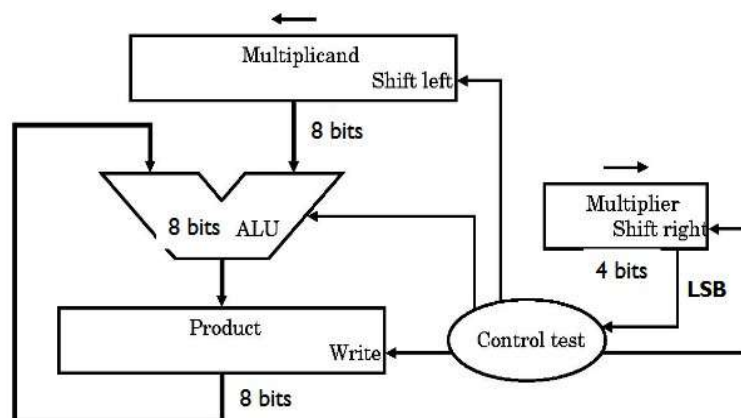 Multiplicand
Shift left
8 bits
8 bits ALU
Multiplier
Shift right
4 bits
LSB
Product
Write
Control test
8 bits